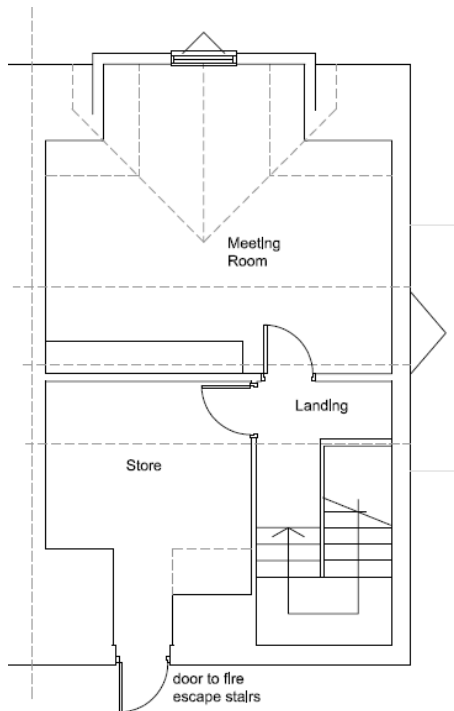 Meeting
Room
Landing
Store
door to fire
escape stairs